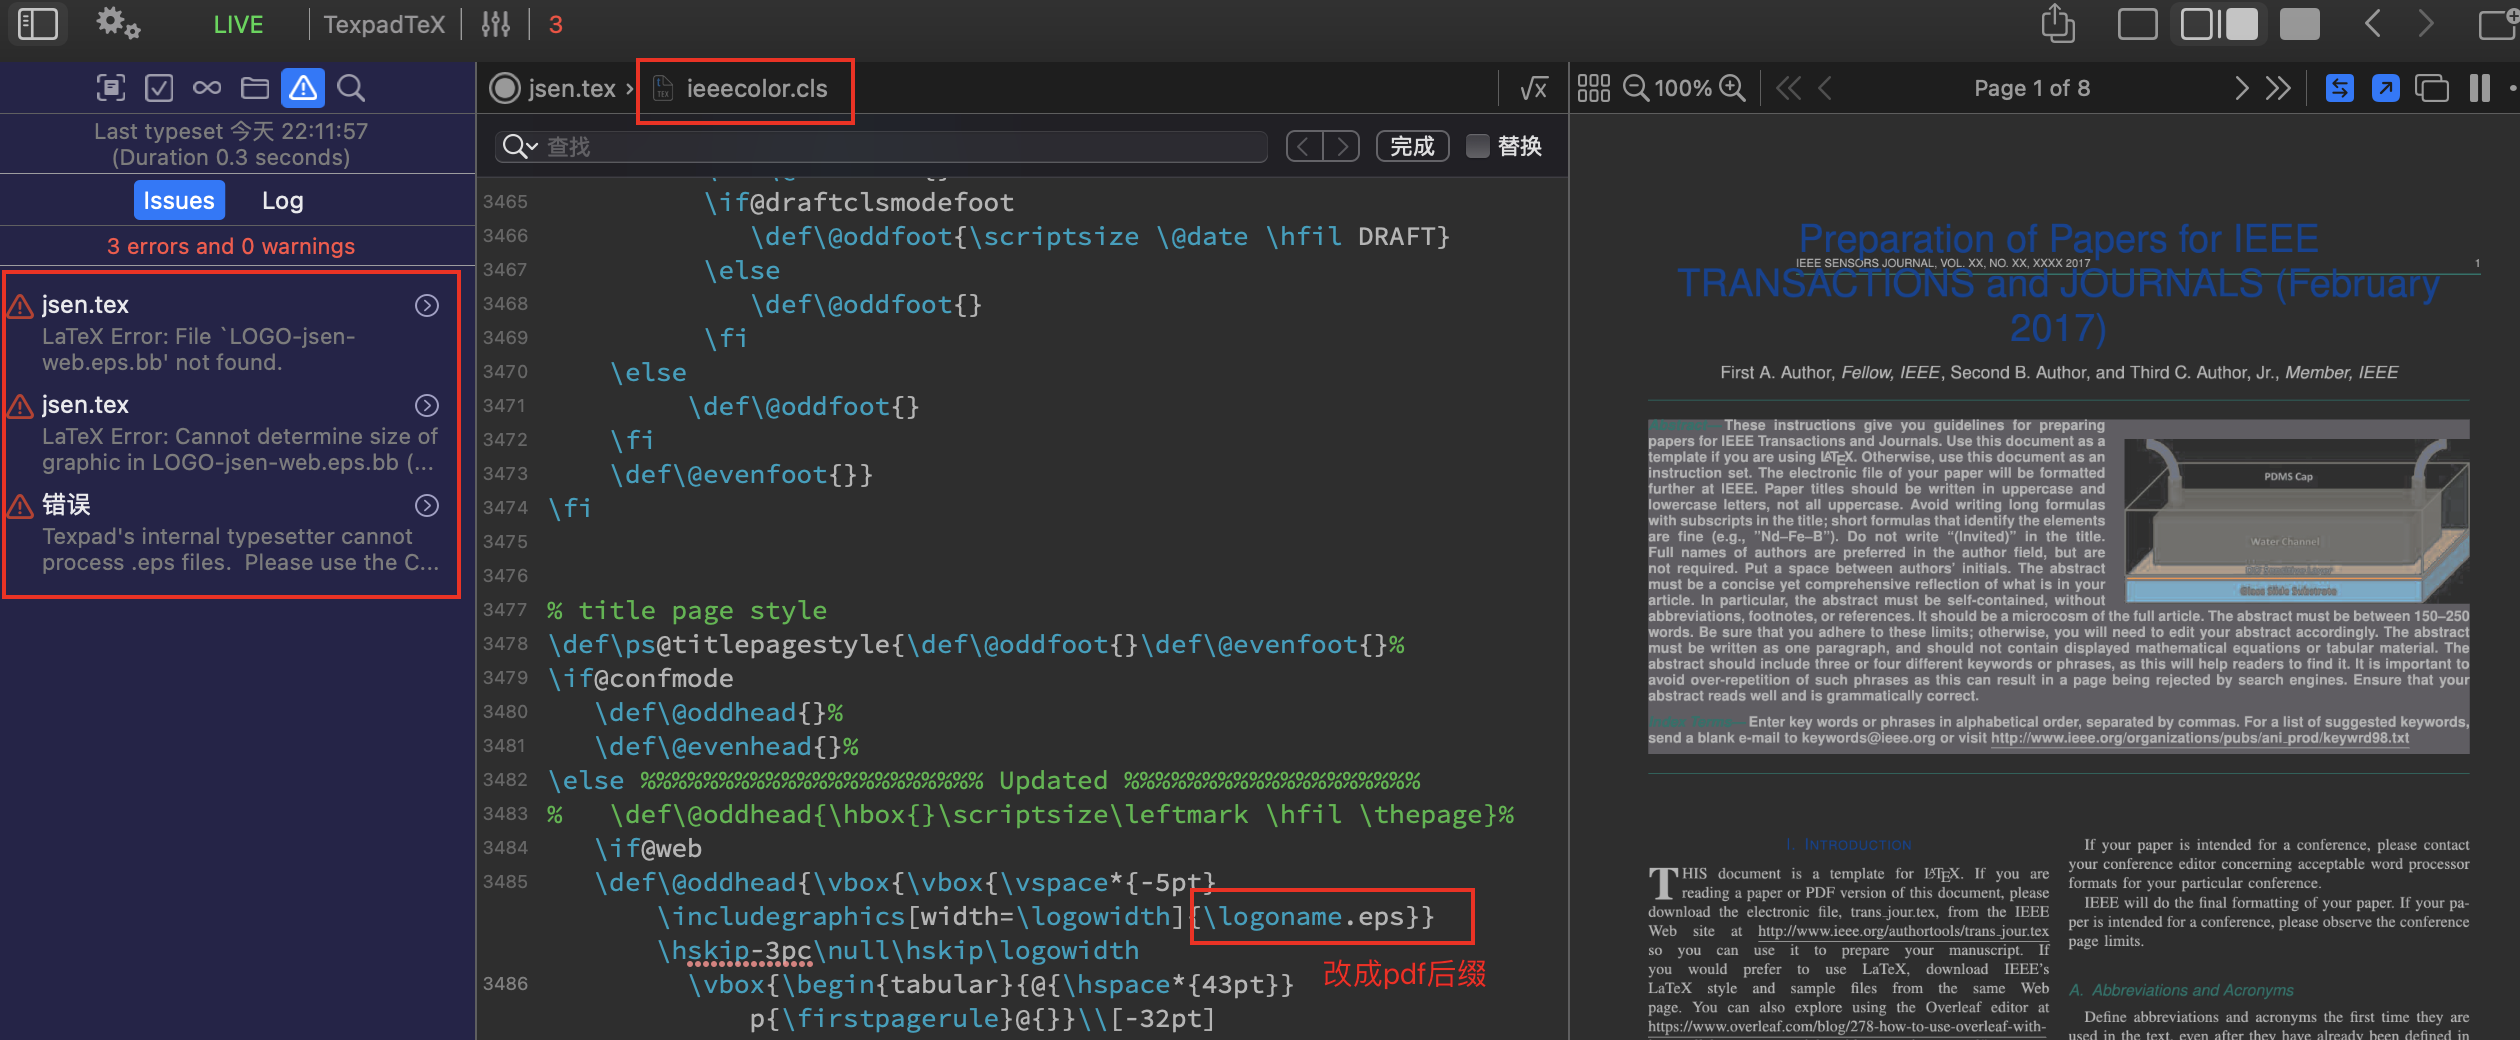 LIVE
TexpadTeX
3
Last typeset 今天 22:11:57
(Duration 0.3 seconds)
Issues
Log
3 errors and 0 warnings
jsen.tex
LaTeX Error: File `LOGO-jsen-
web.eps.bb' not found.
jsen.tex
LaTeX Error: Cannot determine size of
graphic in LOGO-jsen-web.eps.bb (...
错误
Texpad's internal typesetter cannot
process .eps files.  Please use the C...
jsen.tex › ieeecolor.cls
√x
查找
完成
替换
3465 \if@draftclsmodefoot
3466 \def\@oddfoot{\scriptsize \@date \hfil DRAFT}
3467 \else
3468 \def\@oddfoot{}
3469 \fi
3470 \else
3471 \def\@oddfoot{}
3472 \fi
3473 \def\@evenfoot{}}
3474 \fi
3475
3476
3477 % title page style
3478 \def\ps@titlepagestyle{\def\@oddfoot{}\def\@evenfoot{}%
3479 \if@confmode
3480 \def\@oddhead{}%
3481 \def\@evenhead{}%
3482 \else %%%%%%%%%%%%%%%%%%%%%% Updated %%%%%%%%%%%%%%%%%%%
3483 % \def\@oddhead{\hbox{}\scriptsize\leftmark \hfil \thepage}%
3484 \if@web
3485 \def\@oddhead{\vbox{\vbox{\vspace*{-5pt}
\includegraphics[width=\logowidth]{\logoname.eps}}
\hskip-3pc\null\hskip\logowidth
改成pdf后缀
3486 \vbox{\begin{tabular}{@{\hspace*{43pt}}
p{\firstpagerule}@{}}\\[-32pt]
100%
Page 1 of 8
Preparation of Papers for IEEE
IEEE SENSORS JOURNAL, VOL. XX, NO. XX, XXXX 2017
1
TRANSACTIONS and JOURNALS (February
2017)
First A. Author, Fellow, IEEE, Second B. Author, and Third C. Author, Jr., Member, IEEE
These instructions give you guidelines for preparing
papers for IEEE Transactions and Journals. Use this document as a
template if you are using LATEX. Otherwise, use this document as an
instruction set. The electronic file of your paper will be formatted
further at IEEE. Paper titles should be written in uppercase and
lowercase letters, not all uppercase. Avoid writing long formulas
with subscripts in the title; short formulas that identify the elements
are fine (e.g., "Nd–Fe–B"). Do not write “(Invited)” in the title.
Full names of authors are preferred in the author field, but are
not required. Put a space between authors’ initials. The abstract
must be a concise yet comprehensive reflection of what is in your
article. In particular, the abstract must be self-contained, without
abbreviations, footnotes, or references. It should be a microcosm of the full article. The abstract must be between 150–250
words. Be sure that you adhere to these limits; otherwise, you will need to edit your abstract accordingly. The abstract
must be written as one paragraph, and should not contain displayed mathematical equations or tabular material. The
abstract should include three or four different keywords or phrases, as this will help readers to find it. It is important to
avoid over-repetition of such phrases as this can result in a page being rejected by search engines. Ensure that your
abstract reads well and is grammatically correct.
PDMS Cap
Water Channel
Glass Slide Substrate
Enter key words or phrases in alphabetical order, separated by commas. For a list of suggested keywords,
send a blank e-mail to keywords@ieee.org or visit http://www.ieee.org/organizations/pubs/ani_prod/keywrd98.txt
I. INTRODUCTION
THIS document is a template for LATEX. If you are
reading a paper or PDF version of this document, please
download the electronic file, trans_jour.tex, from the IEEE
Web site at http://www.ieee.org/authortools/trans_jour.tex
so you can use it to prepare your manuscript. If
you would prefer to use LaTeX, download IEEE’s
LaTeX style and sample files from the same Web
page. You can also explore using the Overleaf editor at
https://www.overleaf.com/blog/278-how-to-use-overleaf-with-
If your paper is intended for a conference, please contact
your conference editor concerning acceptable word processor
formats for your particular conference.
IEEE will do the final formatting of your paper. If your pa-
per is intended for a conference, please observe the conference
page limits.
A. Abbreviations and Acronyms
Define abbreviations and acronyms the first time they are
used in the text, even after they have already been defined in